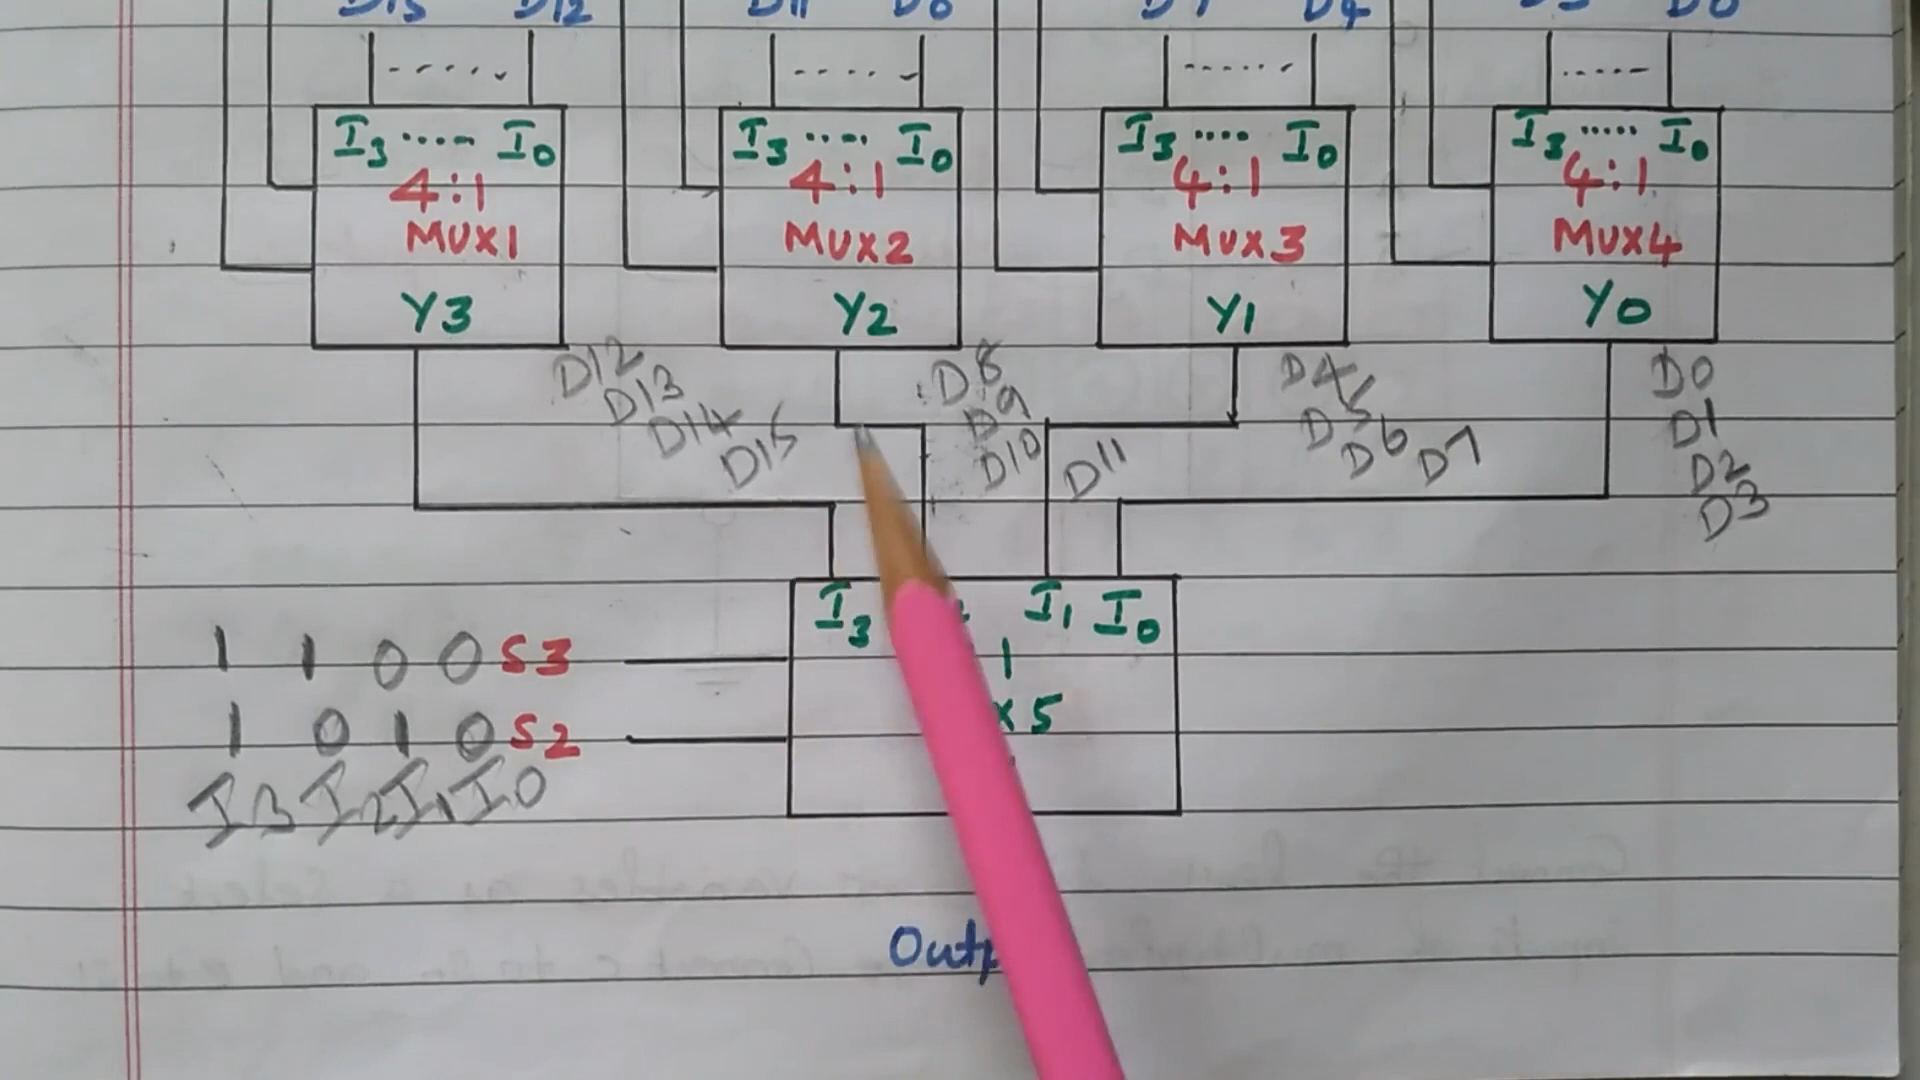 D15 D12 D11 D8 D7 D4 D3 D0
I3 ..... I0 I3 ..... I0 I3 .... I0 I3 ..... I0
4:1 4:1 4:1 4:1
MUX1 MUX2 MUX3 MUX4
Y3 Y2 Y1 Y0
D12 D8 D4 D0
D13 D9 D5 D1
D14 D10 D6 D2
D15 D11 D7 D3
I3 I1 I0
1 1 0 0 S3
1
1 0 1 0 S2
X5
I3 I2 I1 I0
Outp